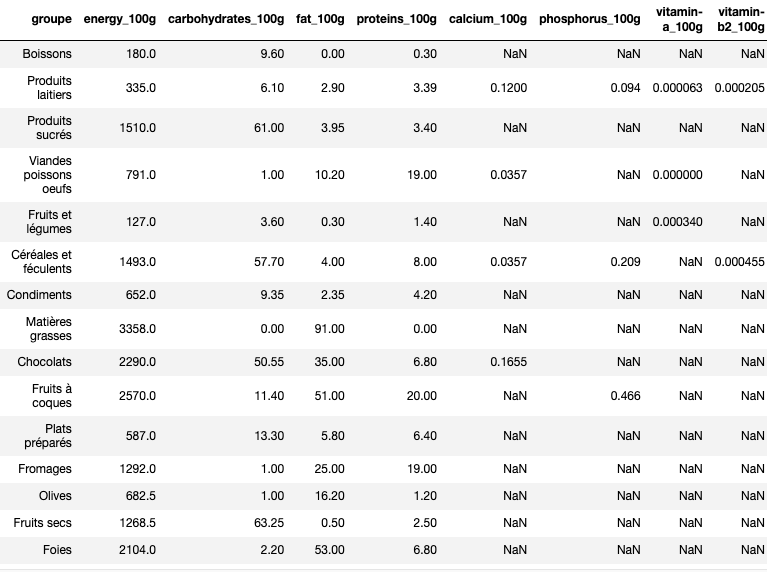 groupe energy_100g carbohydrates_100g fat_100g proteins_100g calcium_100g phosphorus_100g vitamin-a_100g vitamin-b2_100g
Boissons 180.0 9.60 0.00 0.30 NaN NaN NaN NaN
Produits laitiers 335.0 6.10 2.90 3.39 0.1200 0.094 0.000063 0.000205
Produits sucrés 1510.0 61.00 3.95 3.40 NaN NaN NaN NaN
Viandes poissons oeufs 791.0 1.00 10.20 19.00 0.0357 NaN 0.000000 NaN
Fruits et légumes 127.0 3.60 0.30 1.40 NaN NaN 0.000340 NaN
Céréales et féculents 1493.0 57.70 4.00 8.00 0.0357 0.209 NaN 0.000455
Condiments 652.0 9.35 2.35 4.20 NaN NaN NaN NaN
Matières grasses 3358.0 0.00 91.00 0.00 NaN NaN NaN NaN
Chocolats 2290.0 50.55 35.00 6.80 0.1655 NaN NaN NaN
Fruits à coques 2570.0 11.40 51.00 20.00 NaN 0.466 NaN NaN
Plats préparés 587.0 13.30 5.80 6.40 NaN NaN NaN NaN
Fromages 1292.0 1.00 25.00 19.00 NaN NaN NaN NaN
Olives 682.5 1.00 16.20 1.20 NaN NaN NaN NaN
Fruits secs 1268.5 63.25 0.50 2.50 NaN NaN NaN NaN
Foies 2104.0 2.20 53.00 6.80 NaN NaN NaN NaN